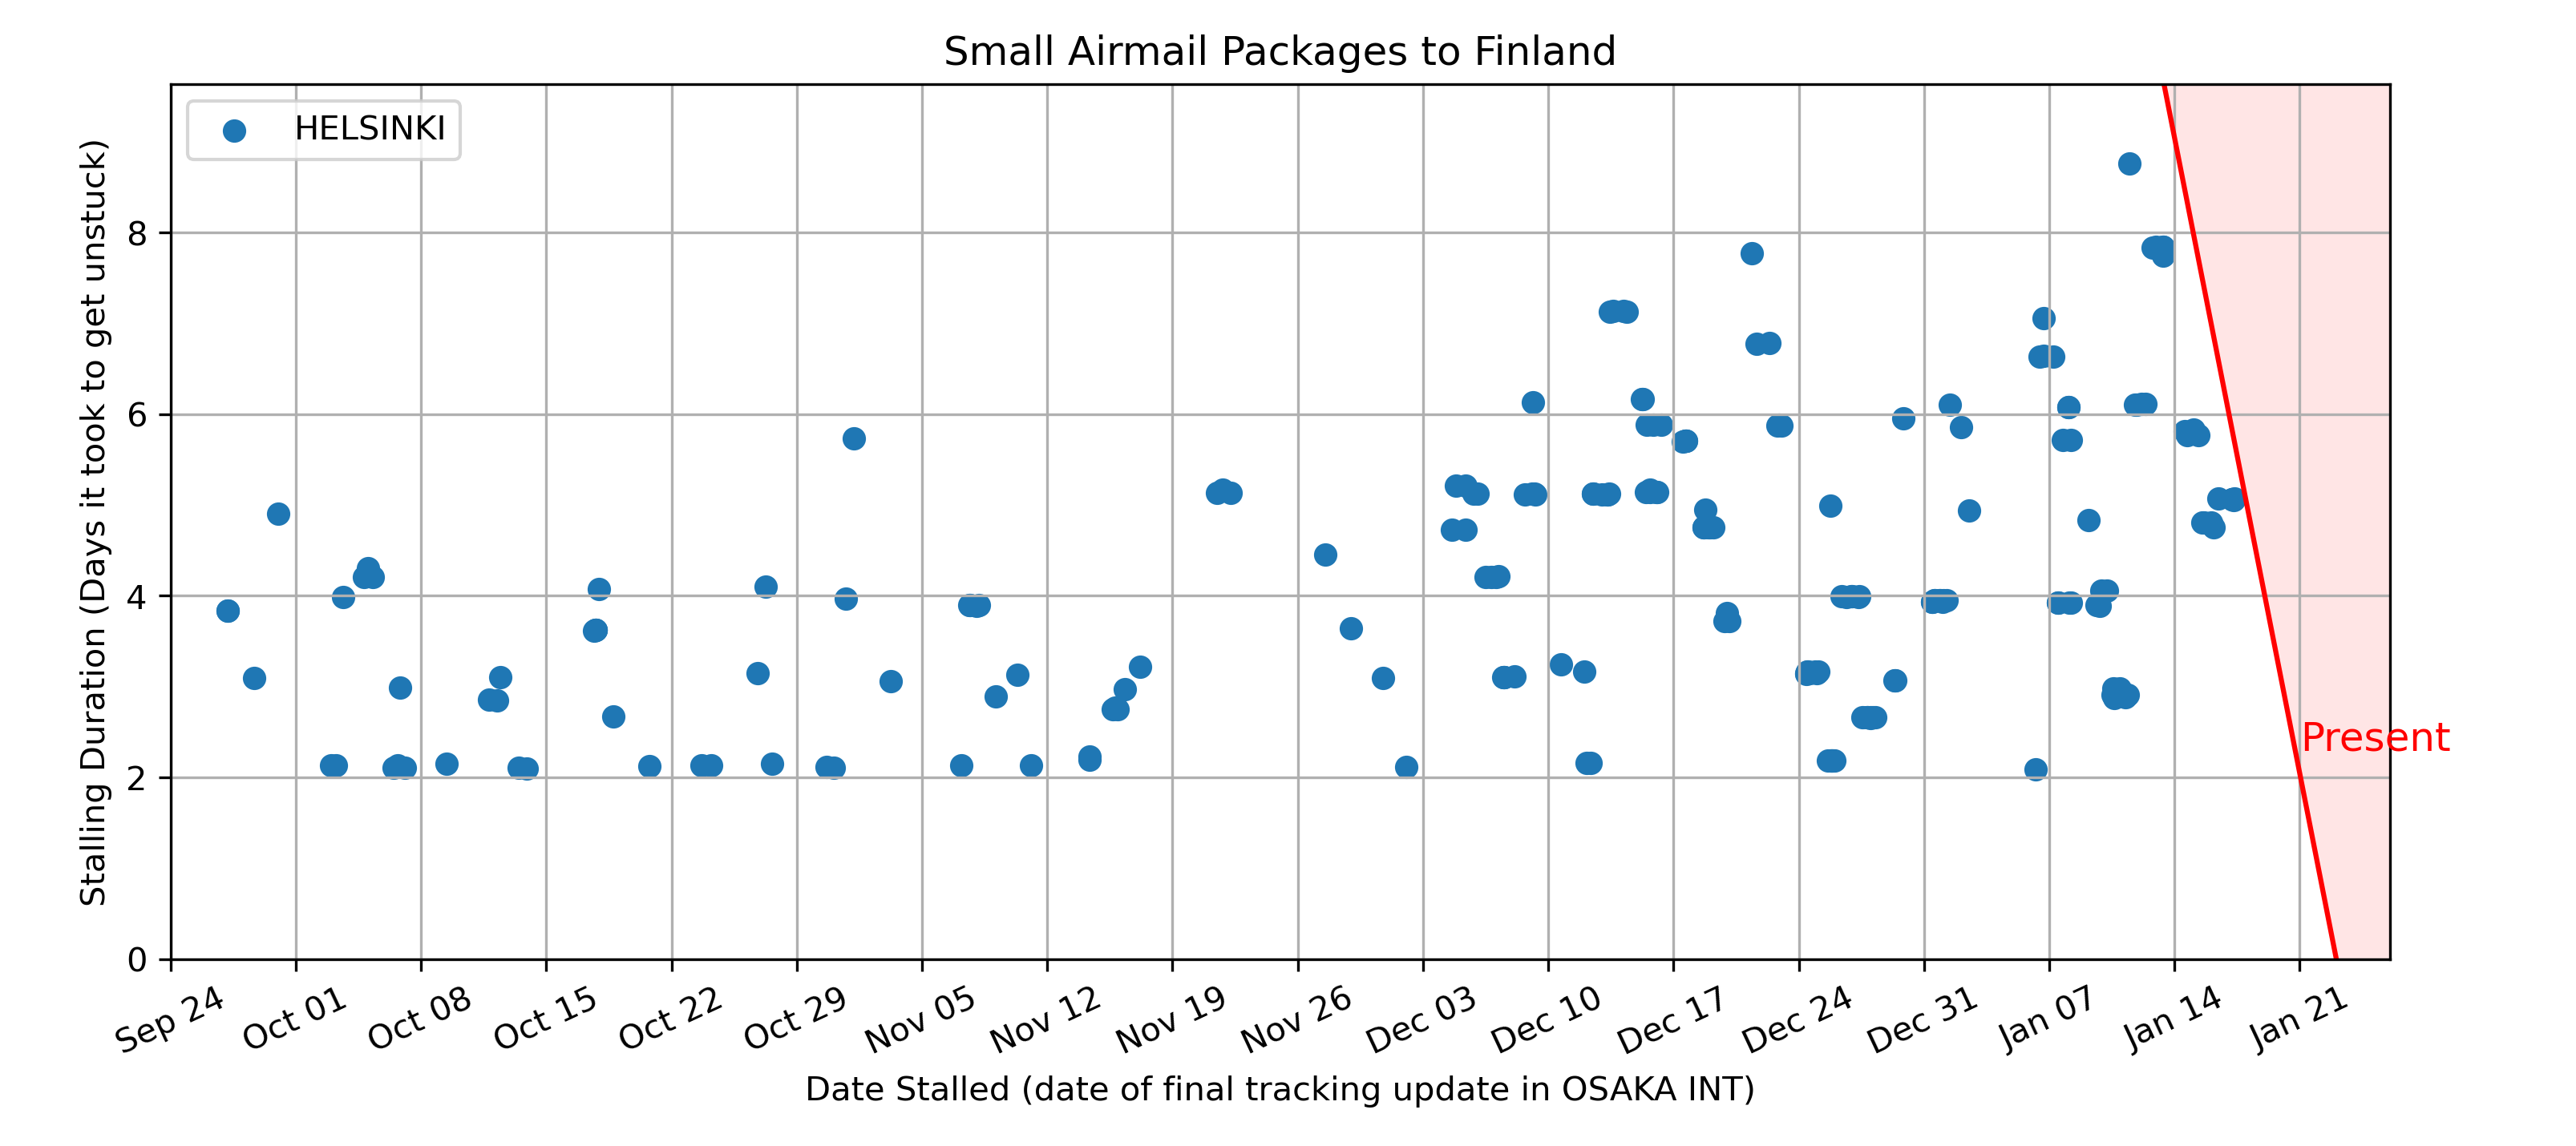 Small Airmail Packages to Finland
HELSINKI
Stalling Duration (Days it took to get unstuck)
8
6
4
2
0
Present
Sep 24
Oct 01
Oct 08
Oct 15
Oct 22
Oct 29
Nov 05
Nov 12
Nov 19
Nov 26
Dec 03
Dec 10
Dec 17
Dec 24
Dec 31
Jan 07
Jan 14
Jan 21
Date Stalled (date of final tracking update in OSAKA INT)